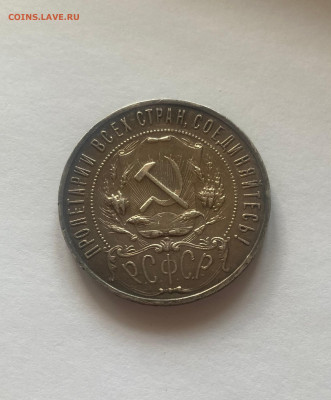 COINS.LAVE.RU
ПРОЛЕТАРИИ ВСЕХ СТРАН, СОЕДИНЯЙТЕСЬ!
Р.С.Ф.С.Р.